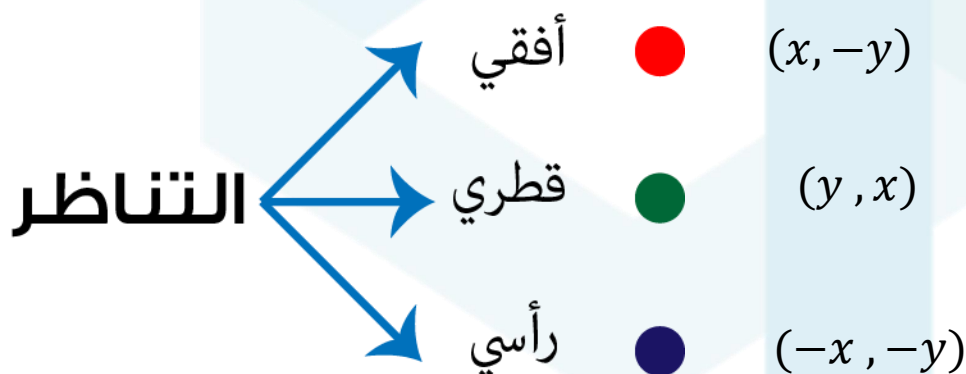 التناظر
أفقي (x, −y)
قطري (y , x)
رأسي (−x , −y)